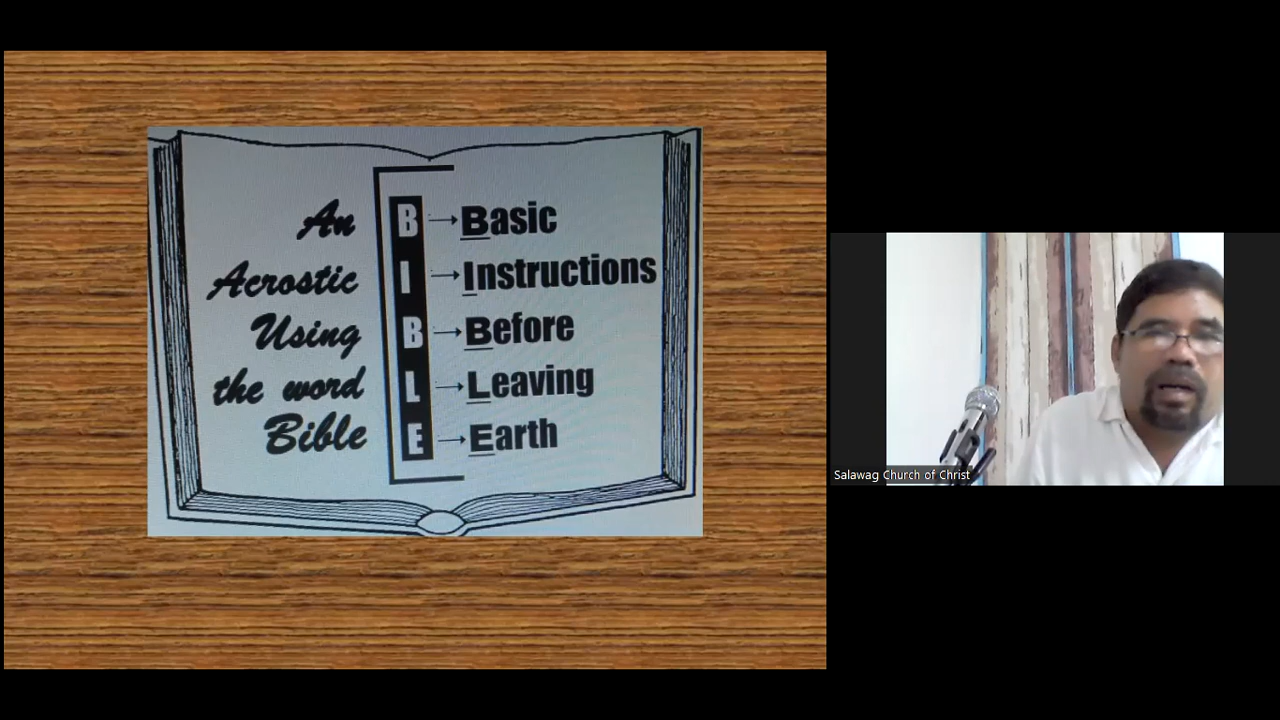 An
Acrostic
Using
the word
Bible
B → Basic
I → Instructions
B → Before
L → Leaving
E → Earth
Salawag Church of Christ